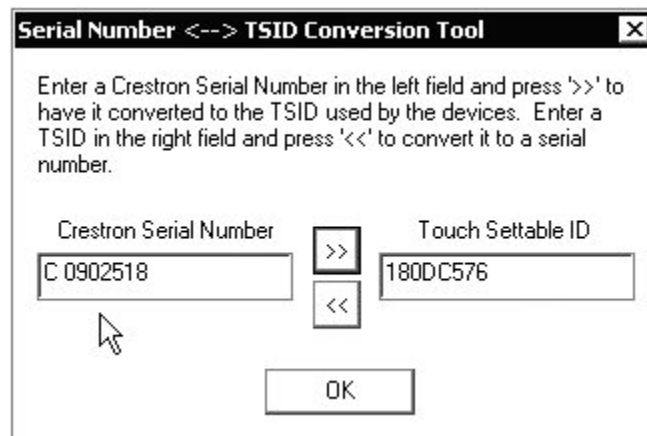 Serial Number <--> TSID Conversion Tool
Enter a Crestron Serial Number in the left field and press '>>' to
have it converted to the TSID used by the devices.  Enter a
TSID in the right field and press '<<' to convert it to a serial
number.
Crestron Serial Number
Touch Settable ID
>>
C 0902518
180DC576
<<
OK